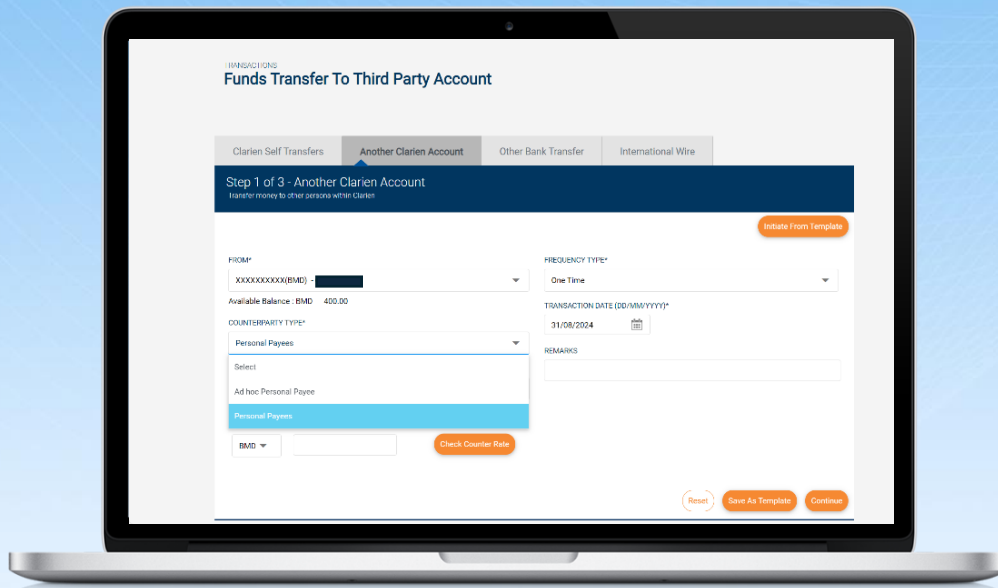 TRANSACTIONS
Funds Transfer To Third Party Account
Clarien Self Transfers
Another Clarien Account
Other Bank Transfer
International Wire
Step 1 of 3 - Another Clarien Account
Transfer money to other persons within Clarien
Initiate From Template
FROM*
XXXXXXXXXX(BMD) -
Available Balance : BMD 400.00
COUNTERPARTY TYPE*
Personal Payees
Select
Ad hoc Personal Payee
Personal Payees
BMD
Check Counter Rate
FREQUENCY TYPE*
One Time
TRANSACTION DATE (DD/MM/YYYY)*
31/08/2024
REMARKS
Reset
Save As Template
Continue